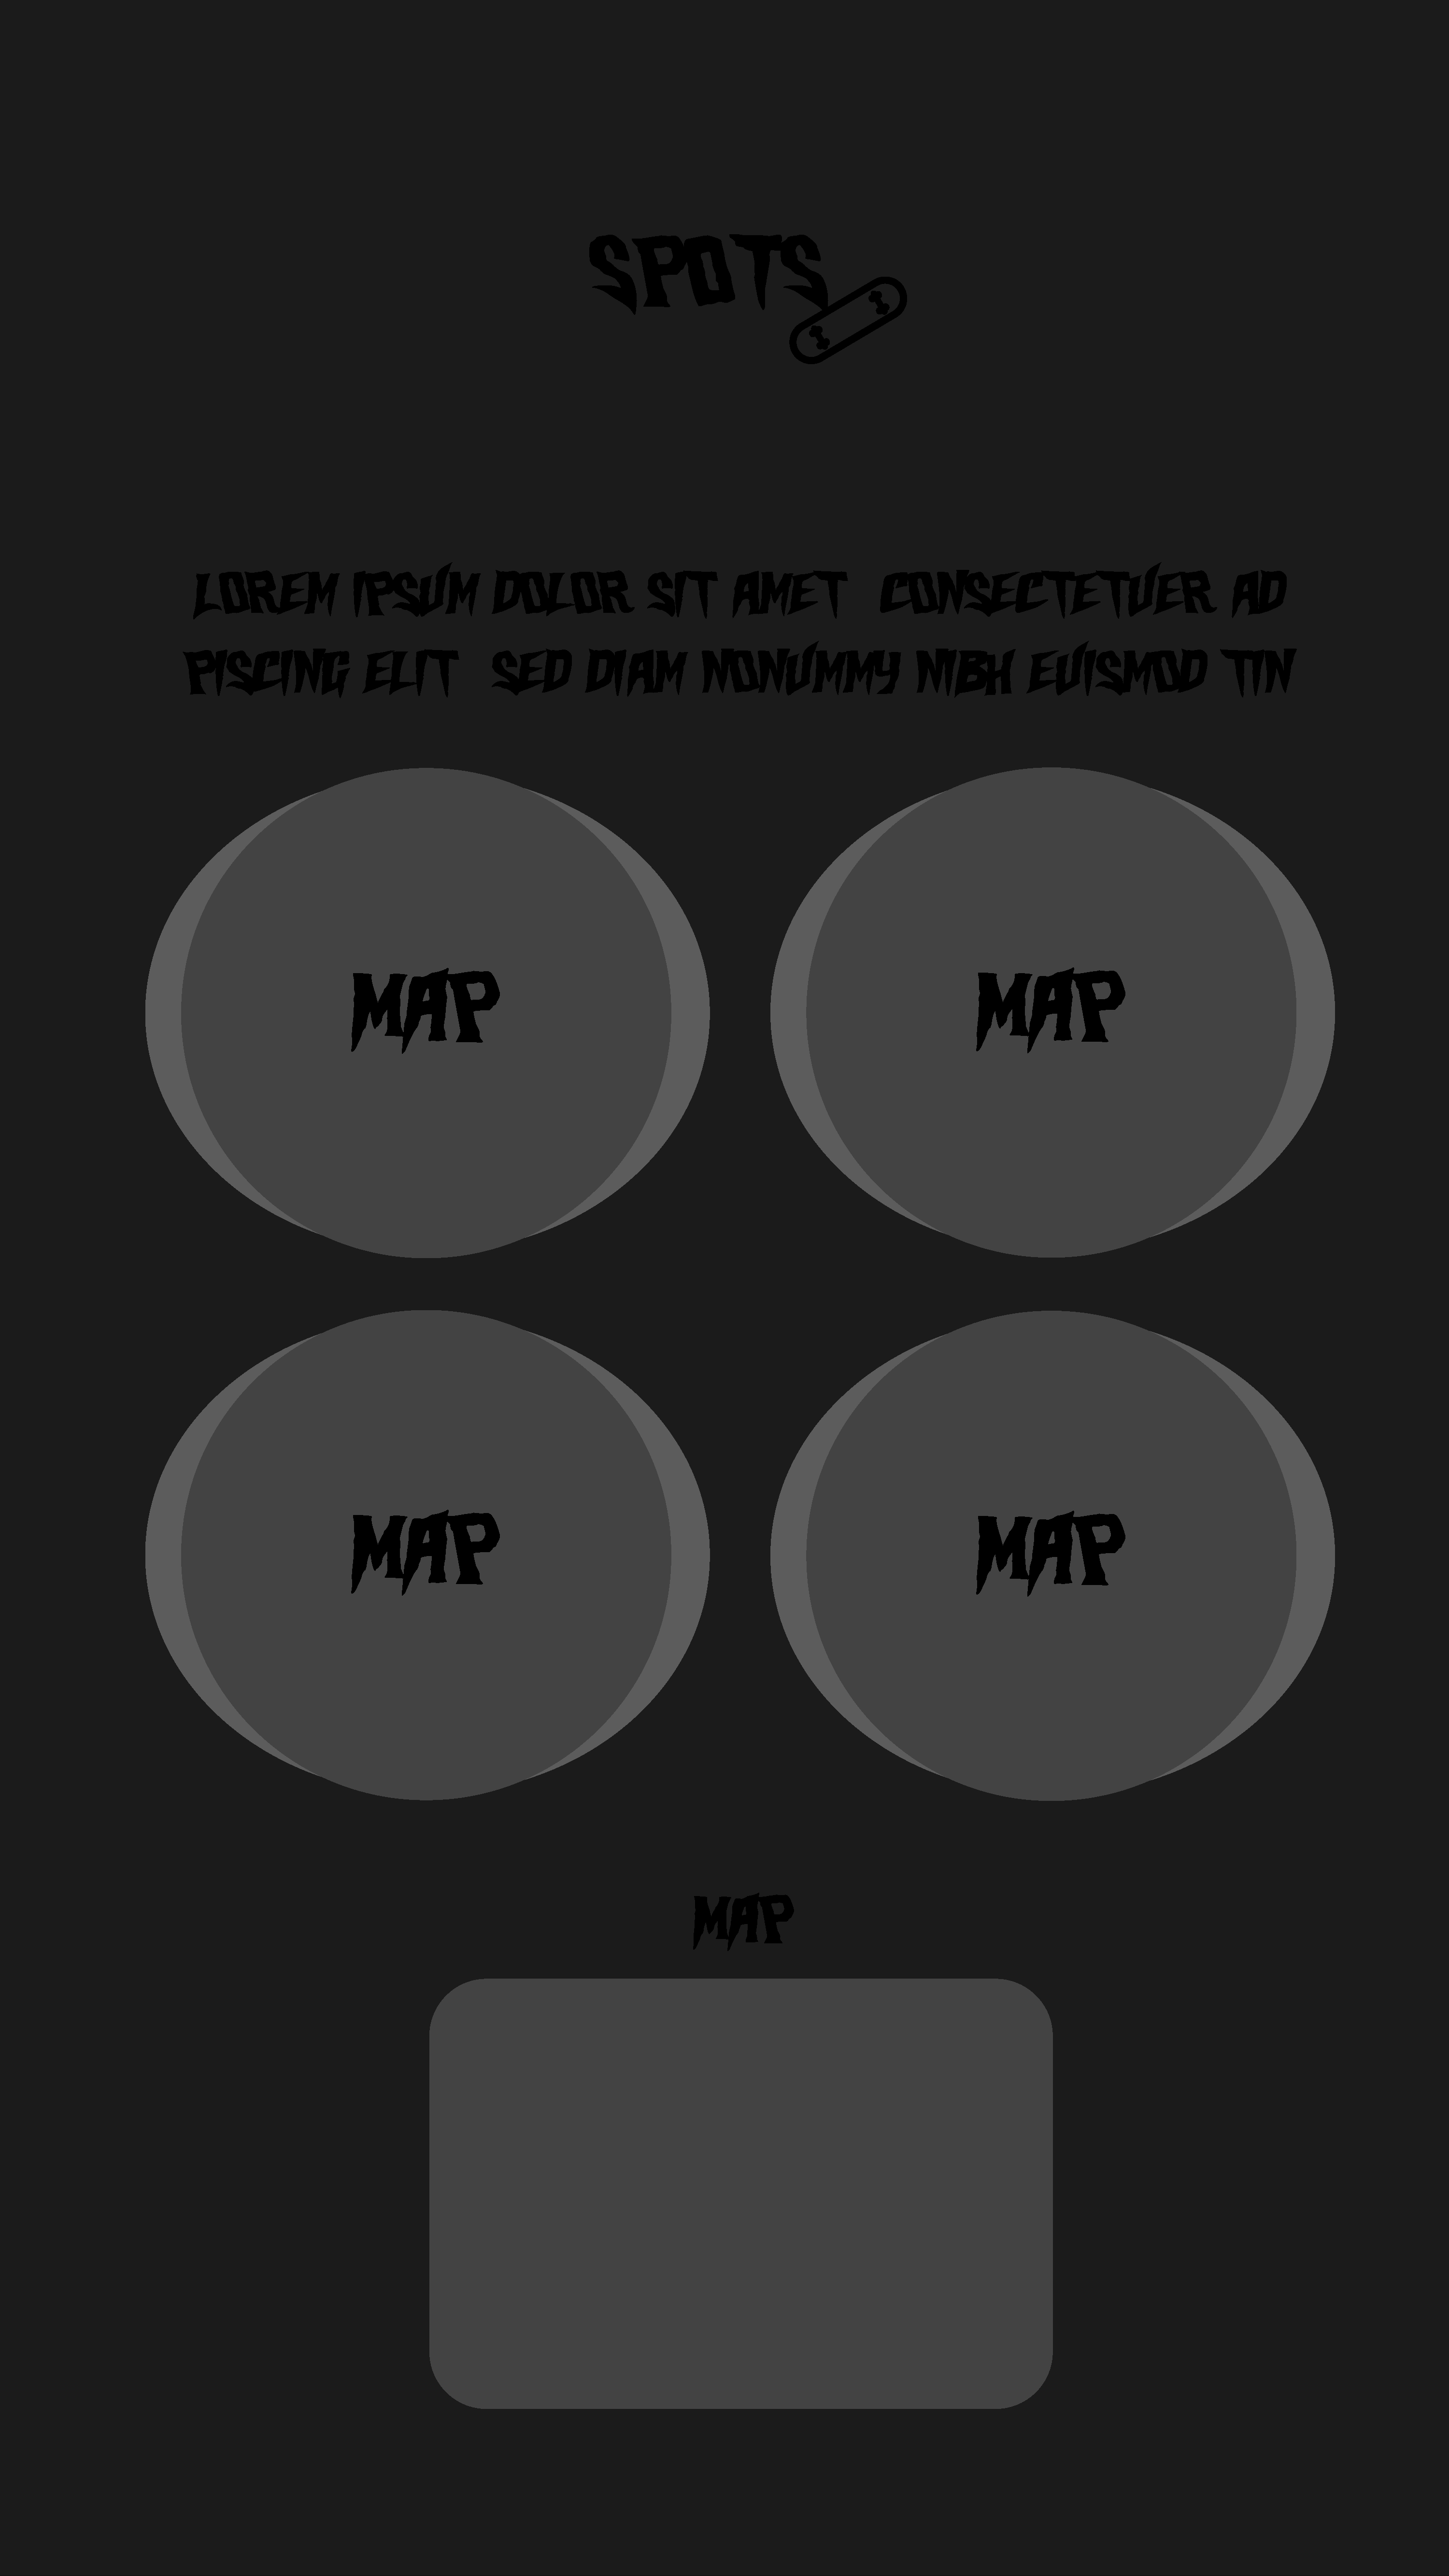 SPOTS
LOREM IPSUM DOLOR SIT AMET CONSECTETUER AD
PISCING ELIT SED DIAM NONUMMY NIBH EUISMOD TIN
MAP
MAP
MAP
MAP
MAP